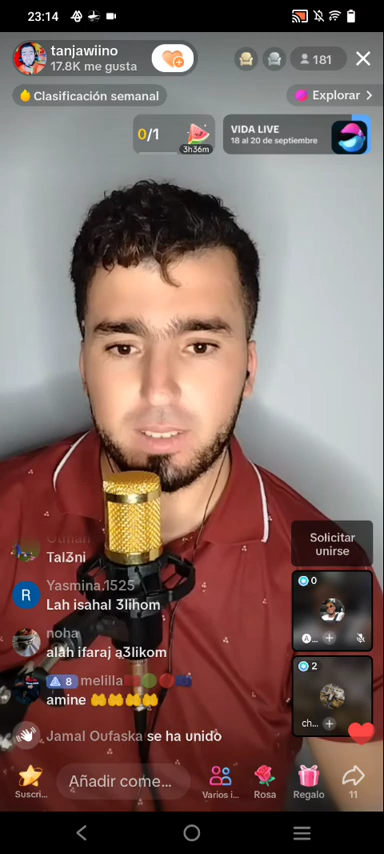 23:14
tanjawiino
17.8K me gusta
181
Clasificación semanal
Explorar
0/1
3h36m
VIDA LIVE
18 al 20 de septiembre
Solicitar
unirse
Tal3ni
0
R
Yasmina.1525
Lah isahal 3lihom
noha
alah ifaraj a3likom
A...
8 melilla
amine
2
ch...
Jamal Oufaska se ha unido
Suscri...
Añadir come...
Varios i...
Rosa
Regalo
11